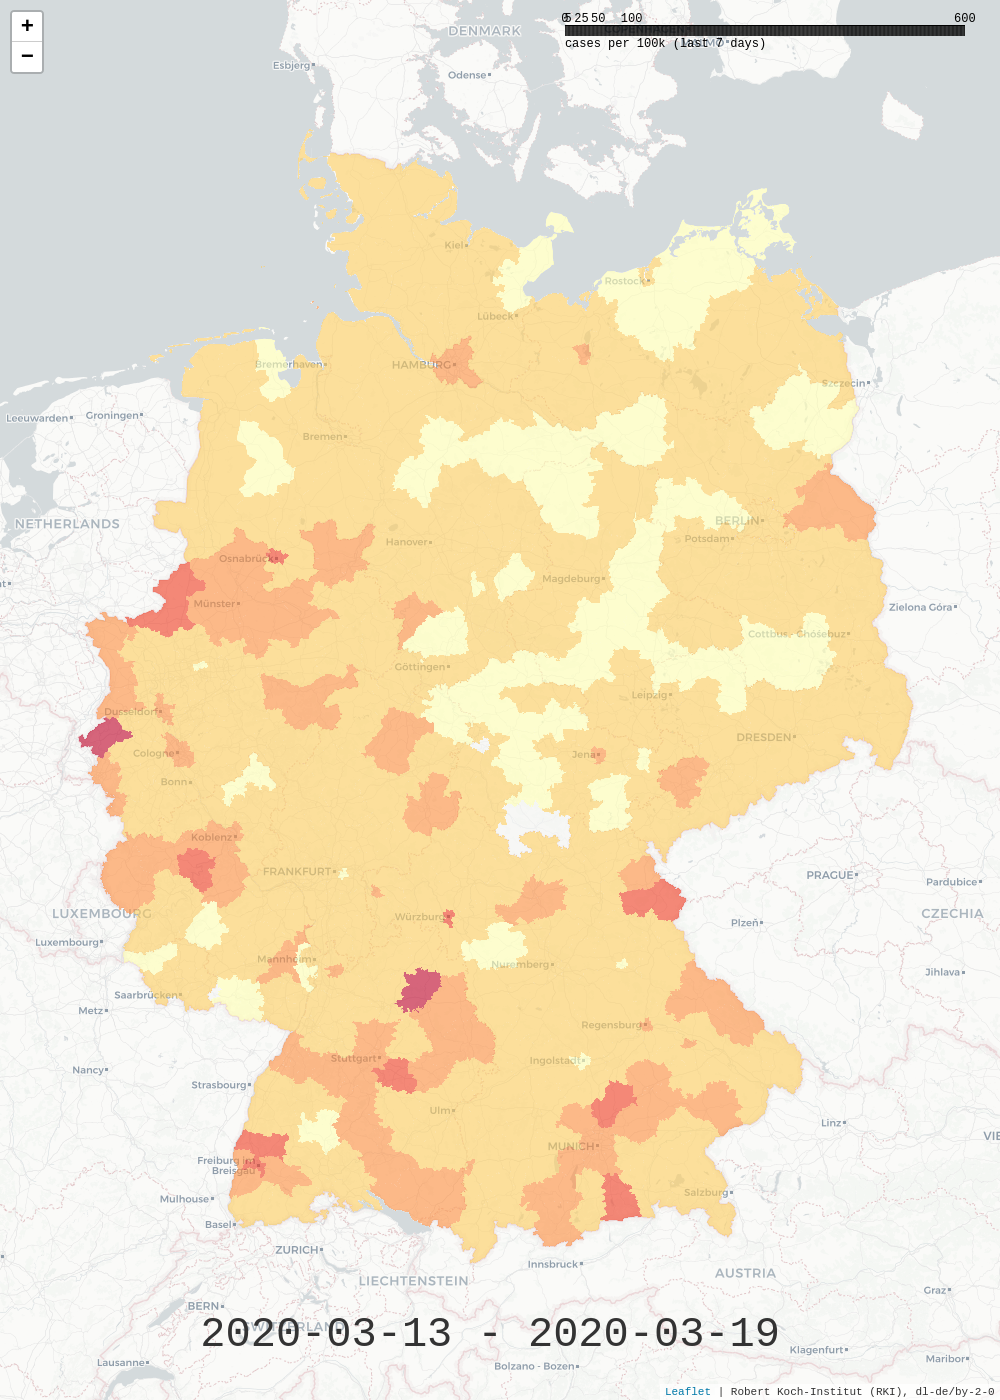 +
−
0 5 25 50 100 600
cases per 100k (last 7 days)
DENMARK
Esbjerg
Odense
Kiel
Rostock
Lübeck
Bremerhaven
HAMBURG
Szczecin
Leeuwarden
Groningen
Bremen
NETHERLANDS
BERLIN
Hanover
Potsdam
Osnabrück
Magdeburg
Münster
Zielona Góra
Cottbus - Chóśebuz
Göttingen
Leipzig
Dusseldorf
DRESDEN
Cologne
Jena
Bonn
Koblenz
FRANKFURT
PRAGUE
Pardubice
LUXEMBOURG
Würzburg
CZECHIA
Plzeň
Luxembourg
Mannheim
Nuremberg
Jihlava
Saarbrücken
Metz
Regensburg
Stuttgart
Ingolstadt
Nancy
Strasbourg
Ulm
Linz
VIE
MUNICH
Freiburg im
Breisgau
Salzburg
Mulhouse
Basel
ZURICH
Innsbruck
AUSTRIA
LIECHTENSTEIN
Graz
BERN
SWITZERLAND
2020-03-13 - 2020-03-19
Klagenfurt
Lausanne
Bolzano - Bozen
Maribor
Leaflet | Robert Koch-Institut (RKI), dl-de/by-2-0